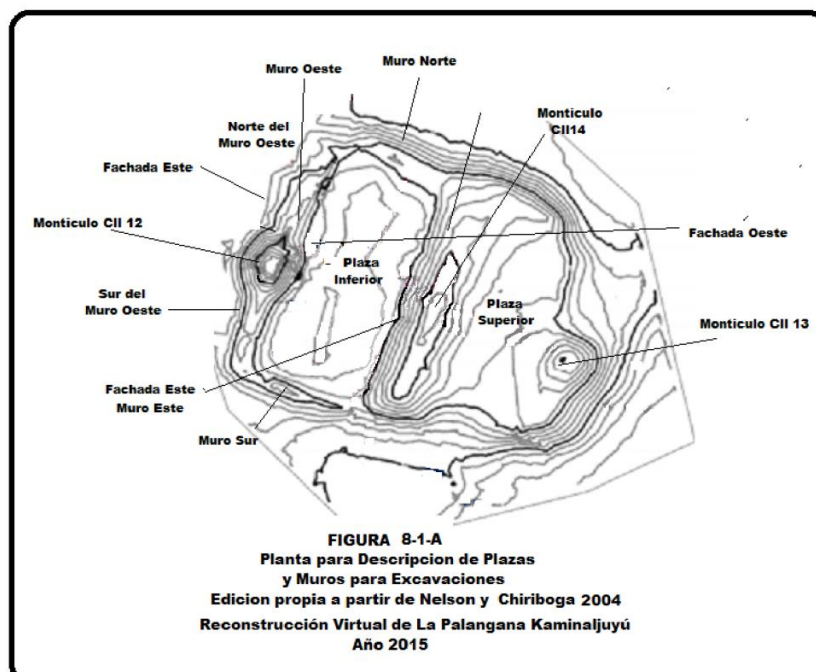 Muro Oeste
Muro Norte
Monticulo
CII14
Norte del
Muro Oeste
Fachada Este
Monticulo CII 12
Fachada Oeste
Plaza
Inferior
Sur del
Muro Oeste
Plaza
Superior
Monticulo CII 13
Fachada Este
Muro Este
Muro Sur
FIGURA 8-1-A
Planta para Descripcion de Plazas
y Muros para Excavaciones
Edicion propia a partir de Nelson y Chiriboga 2004
Reconstrucción Virtual de La Palangana Kaminaljuyú
Año 2015